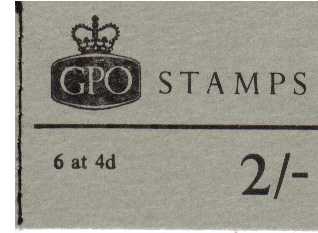 GPO STAMPS
6 at 4d 2/-